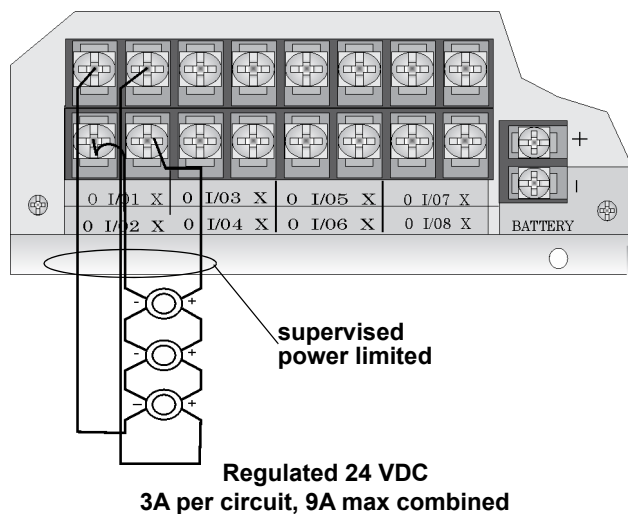 +
-
0 I/01 X 0 I/03 X 0 I/05 X 0 I/07 X
0 I/02 X 0 I/04 X 0 I/06 X 0 I/08 X BATTERY
- +
- +
- +
supervised
power limited
Regulated 24 VDC
3A per circuit, 9A max combined